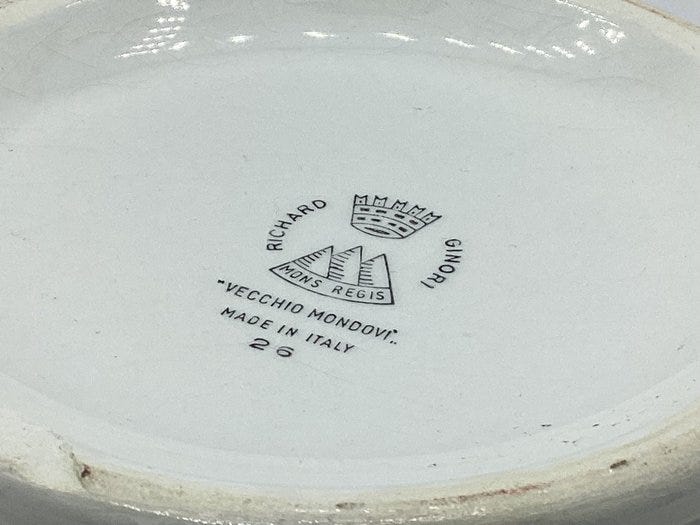 RICHARD GINORI
MONS REGIS
"VECCHIO MONDOVI"..
MADE IN ITALY
26